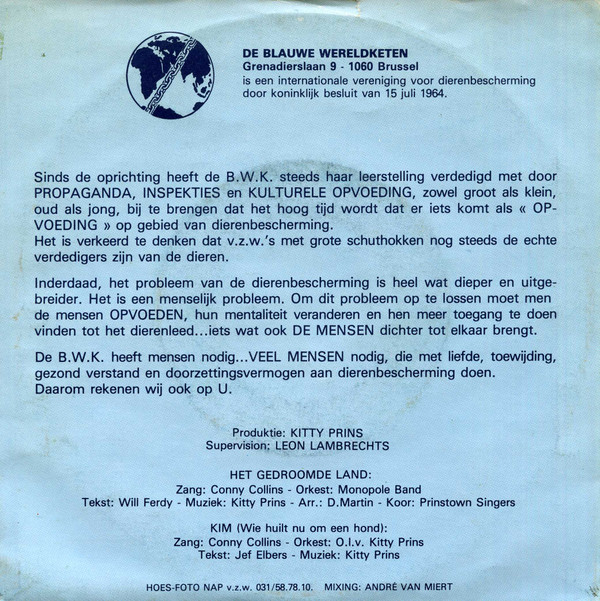 DE BLAUWE WERELDKETEN
Grenadierslaan 9 - 1060 Brussel
is een internationale vereniging voor dierenbescherming
door koninklijk besluit van 15 juli 1964.
Sinds de oprichting heeft de B.W.K. steeds haar leerstelling verdedigd met door
PROPAGANDA, INSPEKTIES en KULTURELE OPVOEDING, zowel groot als klein,
oud als jong, bij te brengen dat het hoog tijd wordt dat er iets komt als « OP-
VOEDING » op gebied van dierenbescherming.
Het is verkeerd te denken dat v.z.w.'s met grote schuthokken nog steeds de echte
verdedigers zijn van de dieren.
Inderdaad, het probleem van de dierenbescherming is heel wat dieper en uitge-
breider. Het is een menselijk probleem. Om dit probleem op te lossen moet men
de mensen OPVOEDEN, hun mentaliteit veranderen en hen meer toegang te doen
vinden tot het dierenleed...iets wat ook DE MENSEN dichter tot elkaar brengt.
De B.W.K. heeft mensen nodig...VEEL MENSEN nodig, die met liefde, toewijding,
gezond verstand en doorzettingsvermogen aan dierenbescherming doen.
Daarom rekenen wij ook op U.
Produktie: KITTY PRINS
Supervision; LEON LAMBRECHTS
HET GEDROOMDE LAND:
Zang: Conny Collins - Orkest: Monopole Band
Tekst: Will Ferdy - Muziek: Kitty Prins - Arr.: D.Martin - Koor: Prinstown Singers
KIM (Wie huilt nu om een hond):
Zang: Conny Collins - Orkest: O.l.v. Kitty Prins
Tekst: Jef Elbers - Muziek: Kitty Prins
HOES-FOTO NAP v.z.w. 031/58.78.10. MIXING: ANDRÉ VAN MIERT